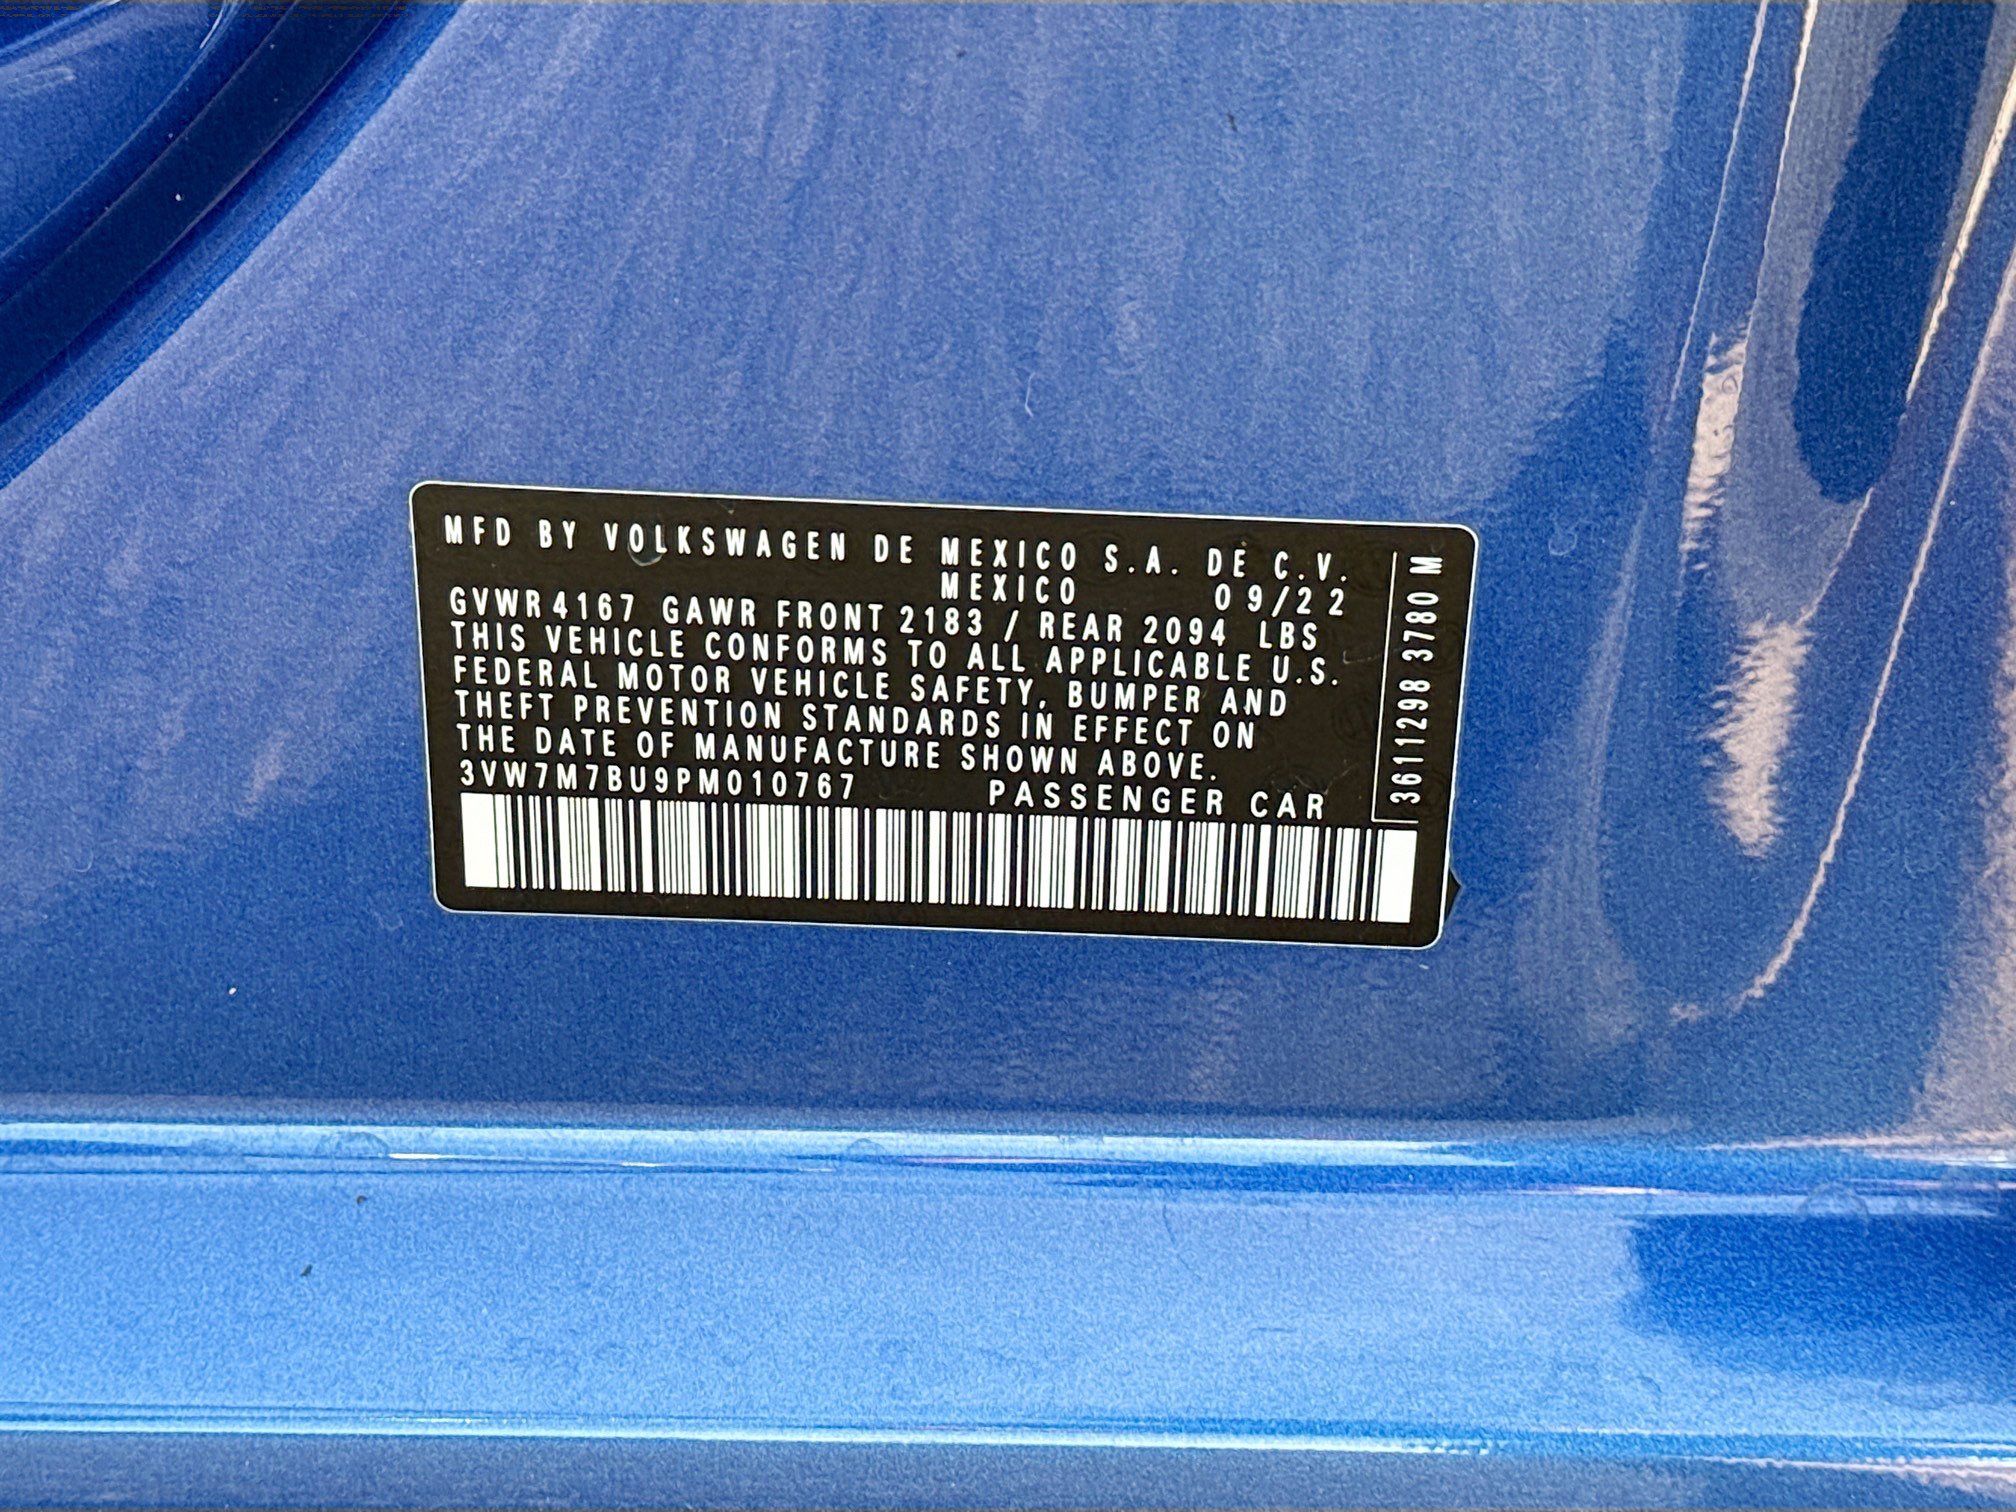 MFD BY VOLKSWAGEN DE MEXICO S.A. DE C.V.
MEXICO 09/22
GVWR 4167 GAWR FRONT 2183 / REAR 2094 LBS
THIS VEHICLE CONFORMS TO ALL APPLICABLE U.S.
FEDERAL MOTOR VEHICLE SAFETY, BUMPER AND
THEFT PREVENTION STANDARDS IN EFFECT ON
THE DATE OF MANUFACTURE SHOWN ABOVE.
3VW7M7BU9PM010767 PASSENGER CAR
3611298 3780 M